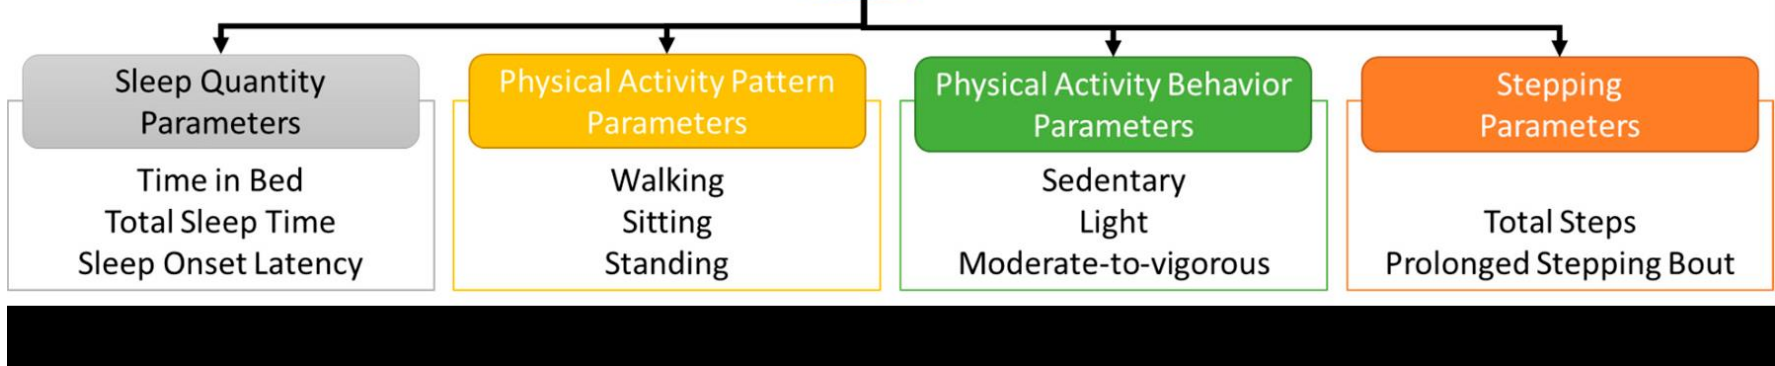 Sleep Quantity
Parameters
Time in Bed
Total Sleep Time
Sleep Onset Latency
Physical Activity Pattern
Parameters
Walking
Sitting
Standing
Physical Activity Behavior
Parameters
Sedentary
Light
Moderate-to-vigorous
Stepping
Parameters
Total Steps
Prolonged Stepping Bout